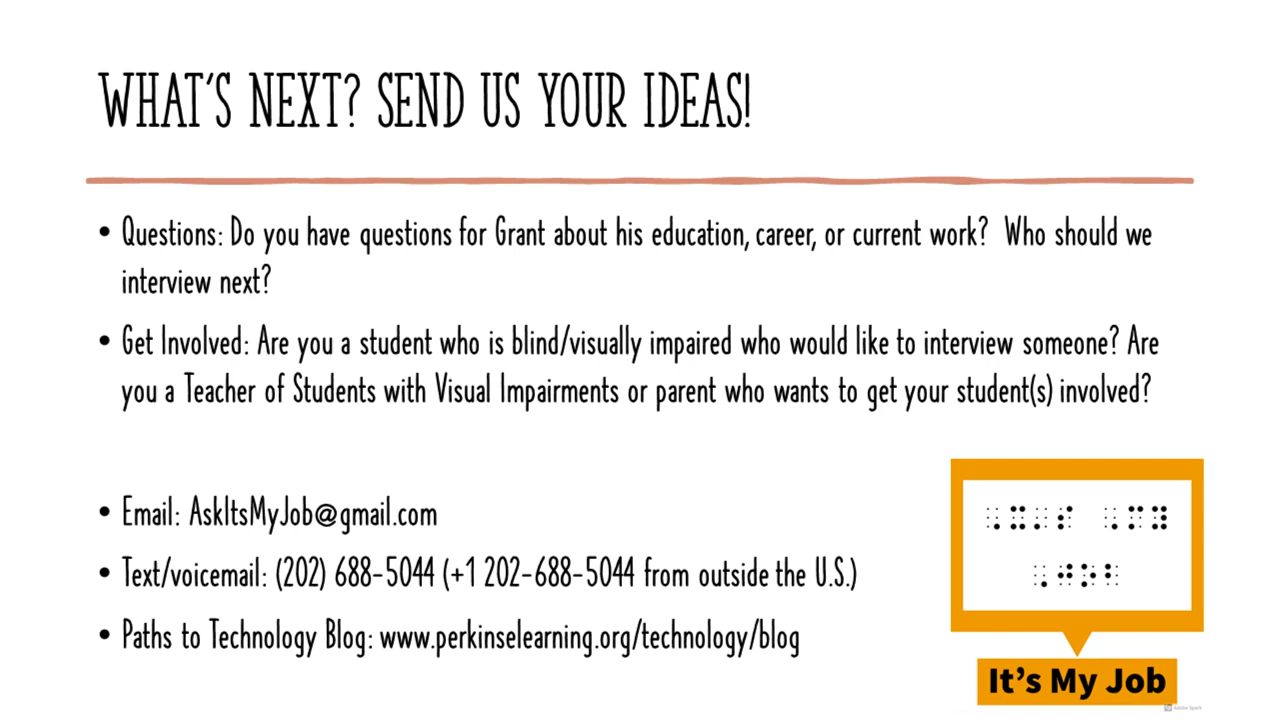 WHAT'S NEXT? SEND US YOUR IDEAS!
• Questions: Do you have questions for Grant about his education, career, or current work? Who should we
interview next?
• Get Involved: Are you a student who is blind/visually impaired who would like to interview someone? Are
you a Teacher of Students with Visual Impairments or parent who wants to get your student(s) involved?
• Email: AskItsMyJob@gmail.com
• Text/voicemail: (202) 688-5044 (+1 202-688-5044 from outside the U.S.)
• Paths to Technology Blog: www.perkinselearning.org/technology/blog
⠠⠭⠄⠎ ⠠⠍⠽
⠠⠚⠕⠃
It's My Job
Adobe Spark